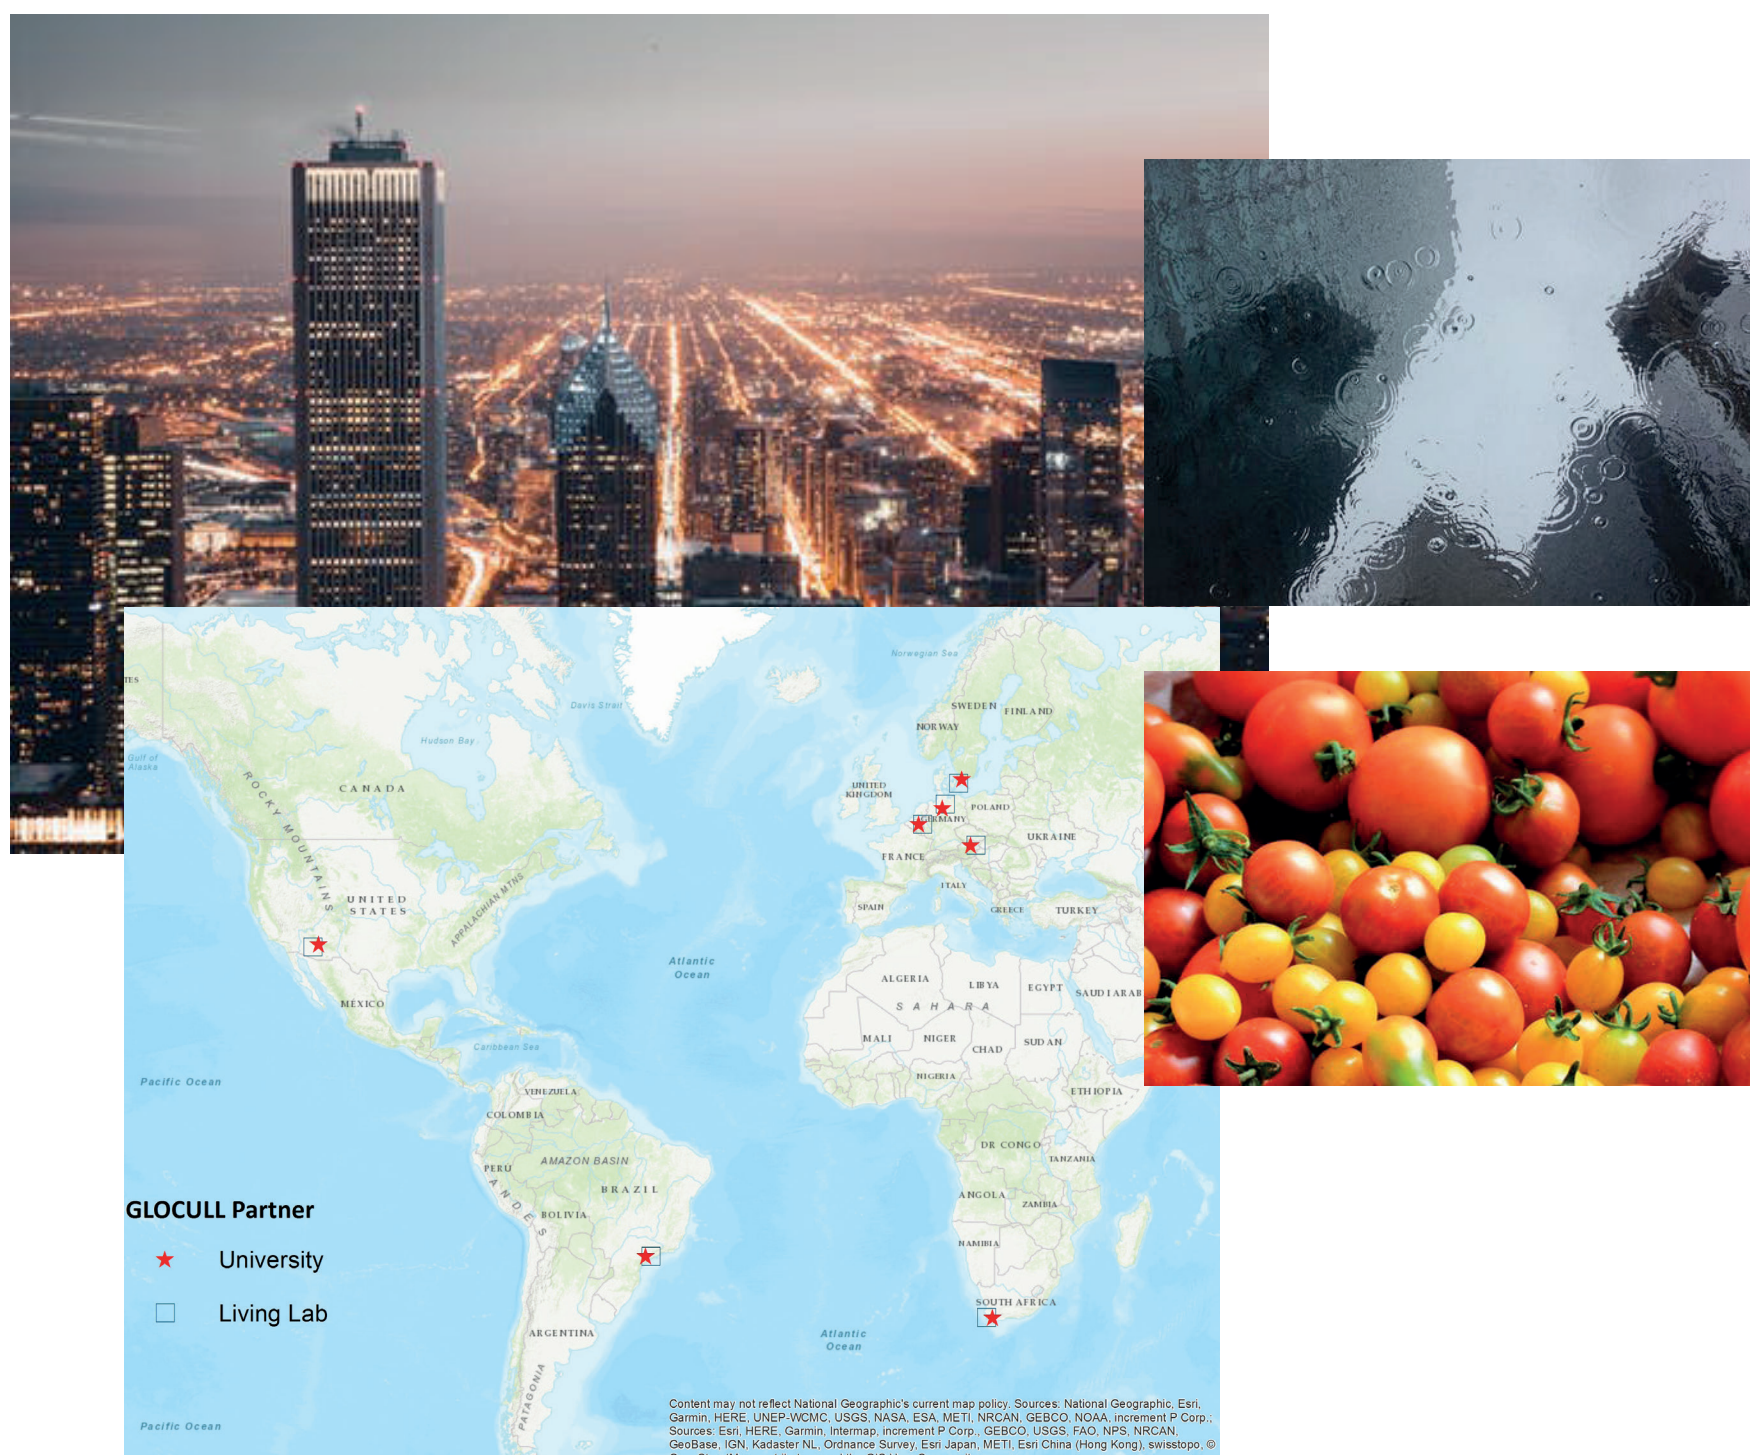 Norwegian Sea
TES
Davis Strait
SWEDEN
FINLAND
NORWAY
Hudson Bay
Gulf of
Alaska
ROCKY MOUNTAINS
CANADA
UNITED
KINGDOM
POLAND
UKRAINE
FRANCE
ITALY
UNITED
STATES
APPALACHIAN MTNS
SPAIN
GREECE
TURKEY
Atlantic
Ocean
ALGERIA
LIBYA
EGYPT
SAUDI ARAB
SAHARA
MÉXICO
MALI
NIGER
CHAD
SUDAN
Caribbean Sea
NIGERIA
Pacific Ocean
VENEZUELA
ETHIOPIA
COLOMBIA
DR CONGO
TANZANIA
AMAZON BASIN
PERU
BRAZIL
ANDES
ANGOLA
ZAMBIA
BOLIVIA
NAMIBIA
GLOCULL Partner
University
Living Lab
SOUTH AFRICA
ARGENTINA
Atlantic
Ocean
PATAGONIA
Pacific Ocean
Content may not reflect National Geographic's current map policy. Sources: National Geographic, Esri,
Garmin, HERE, UNEP-WCMC, USGS, NASA, ESA, METI, NRCAN, GEBCO, NOAA, increment P Corp.;
Sources: Esri, HERE, Garmin, Intermap, increment P Corp., GEBCO, USGS, FAO, NPS, NRCAN,
GeoBase, IGN, Kadaster NL, Ordnance Survey, Esri Japan, METI, Esri China (Hong Kong), swisstopo, ©